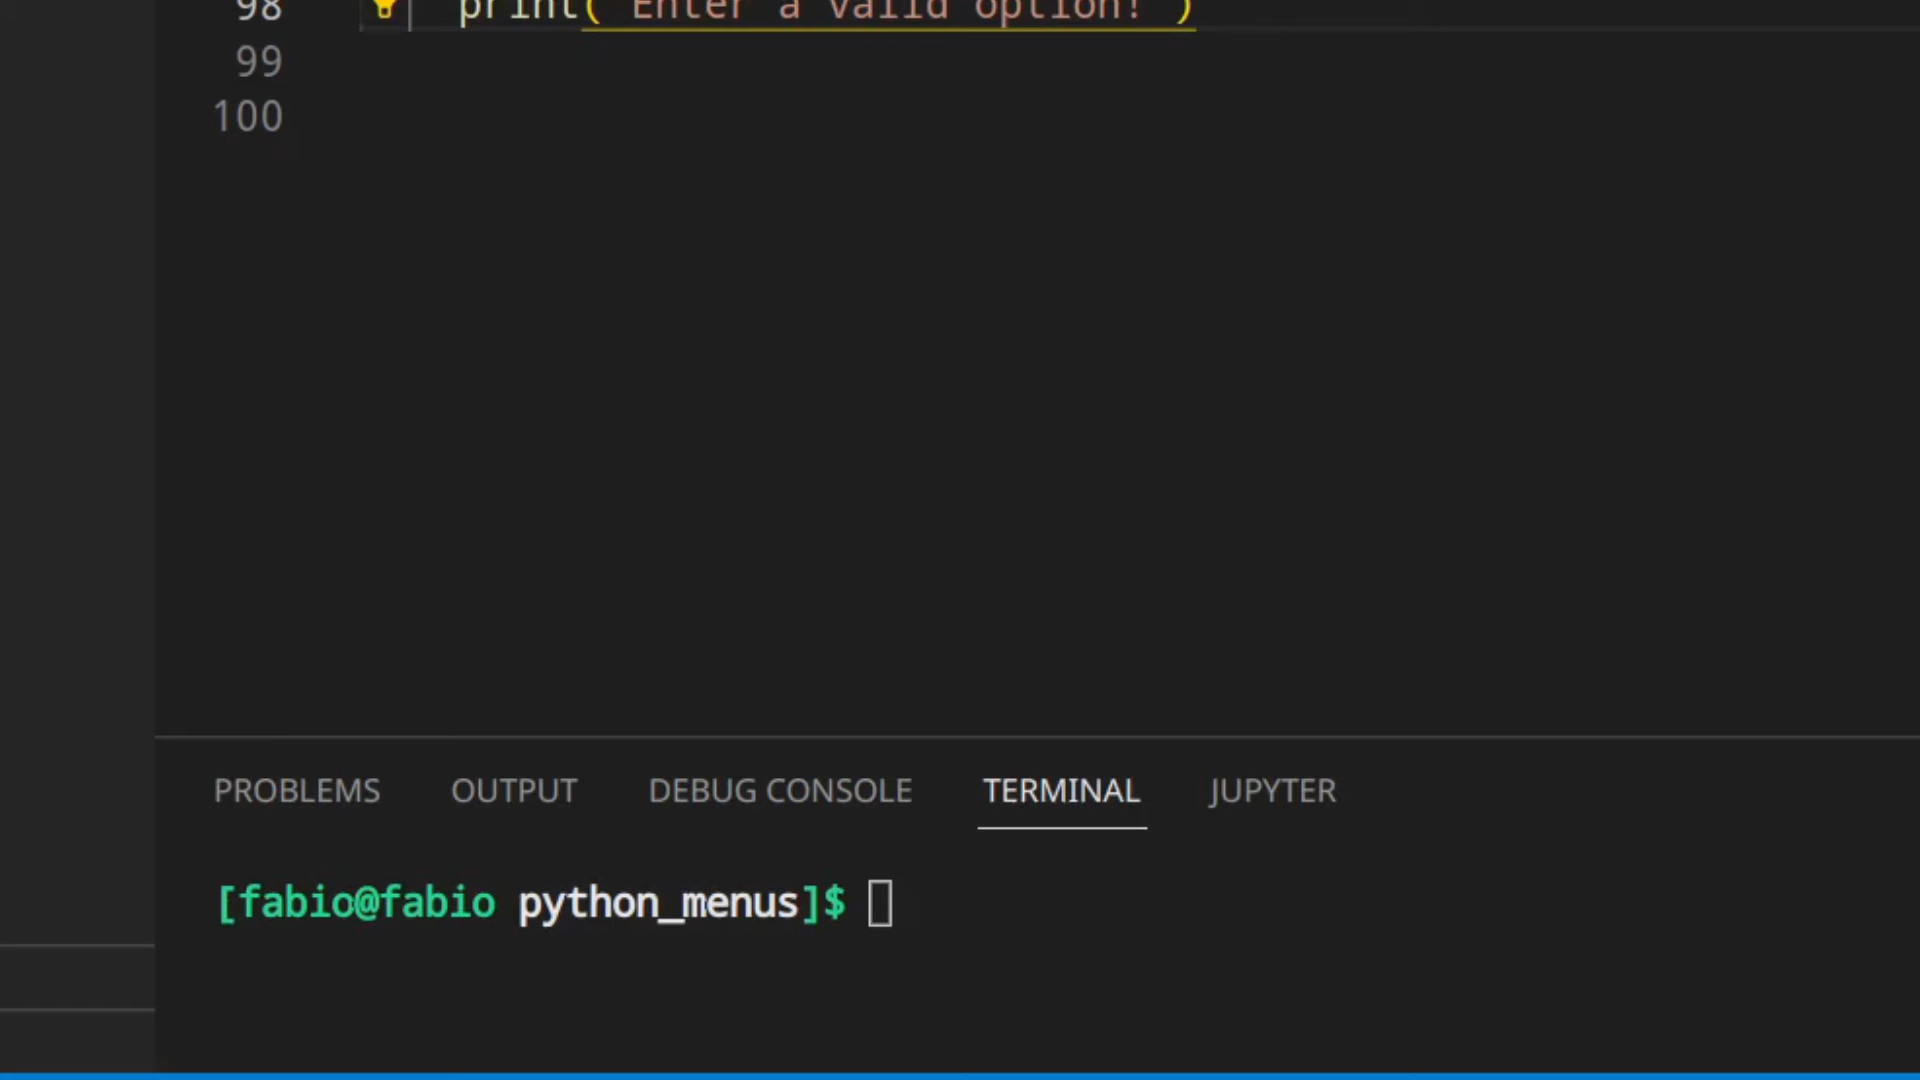 98 print("Enter a valid option!")
99
100
PROBLEMS OUTPUT DEBUG CONSOLE TERMINAL JUPYTER
[fabio@fabio python_menus]$